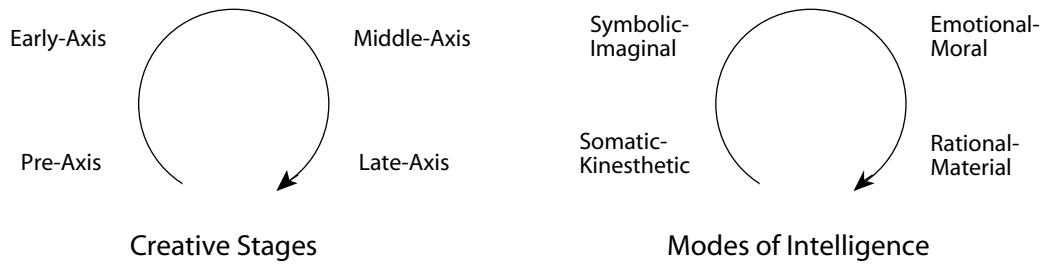 Early-Axis
Middle-Axis
Pre-Axis
Late-Axis
Creative Stages
Symbolic-
Imaginal
Emotional-
Moral
Somatic-
Kinesthetic
Rational-
Material
Modes of Intelligence